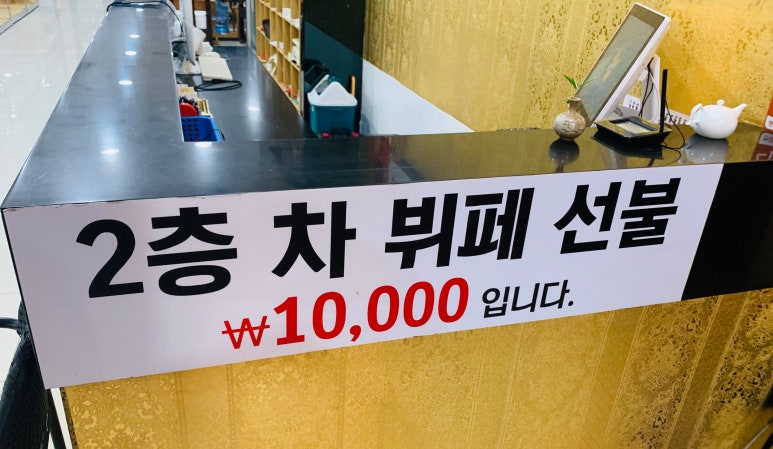 2층 차 뷔페 선불
₩10,000 입니다.